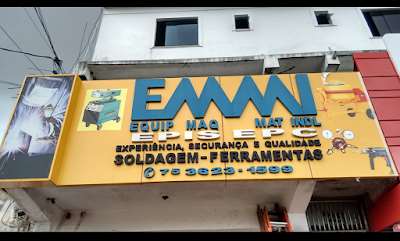 EMMI
EQUIP MAQ MAT INDL
EPIS EPC
EXPERIÊNCIA, SEGURANÇA E QUALIDADE
SOLDAGEM - FERRAMENTAS
75 3623-1599